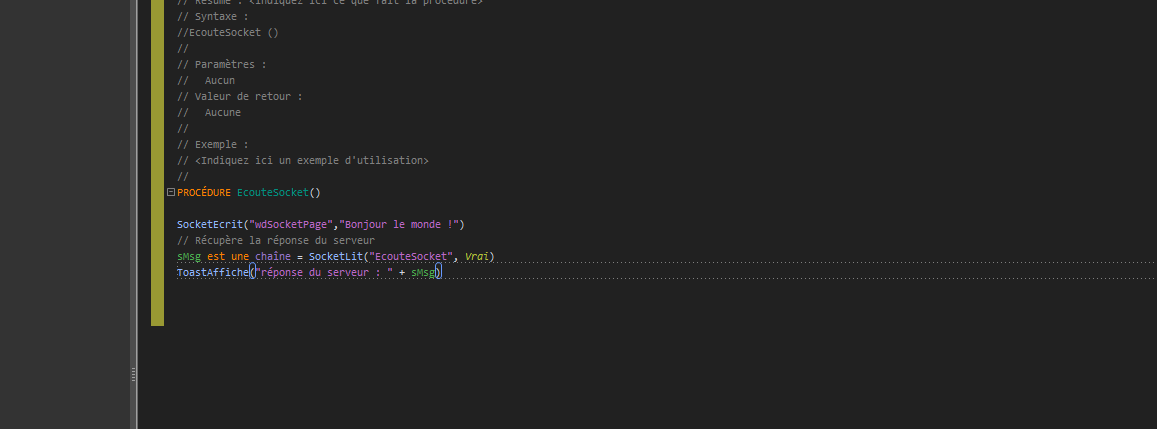 // Résumé : <Indiquez ici ce que fait la procédure>
// Syntaxe :
//EcouteSocket ()
//
// Paramètres :
//   Aucun
// Valeur de retour :
//   Aucune
//
// Exemple :
// <Indiquez ici un exemple d'utilisation>
//
PROCÉDURE EcouteSocket()
SocketEcrit("wdSocketPage","Bonjour le monde !")
// Récupère la réponse du serveur
sMsg est une chaîne = SocketLit("EcouteSocket", Vrai)
ToastAffiche("réponse du serveur : " + sMsg)